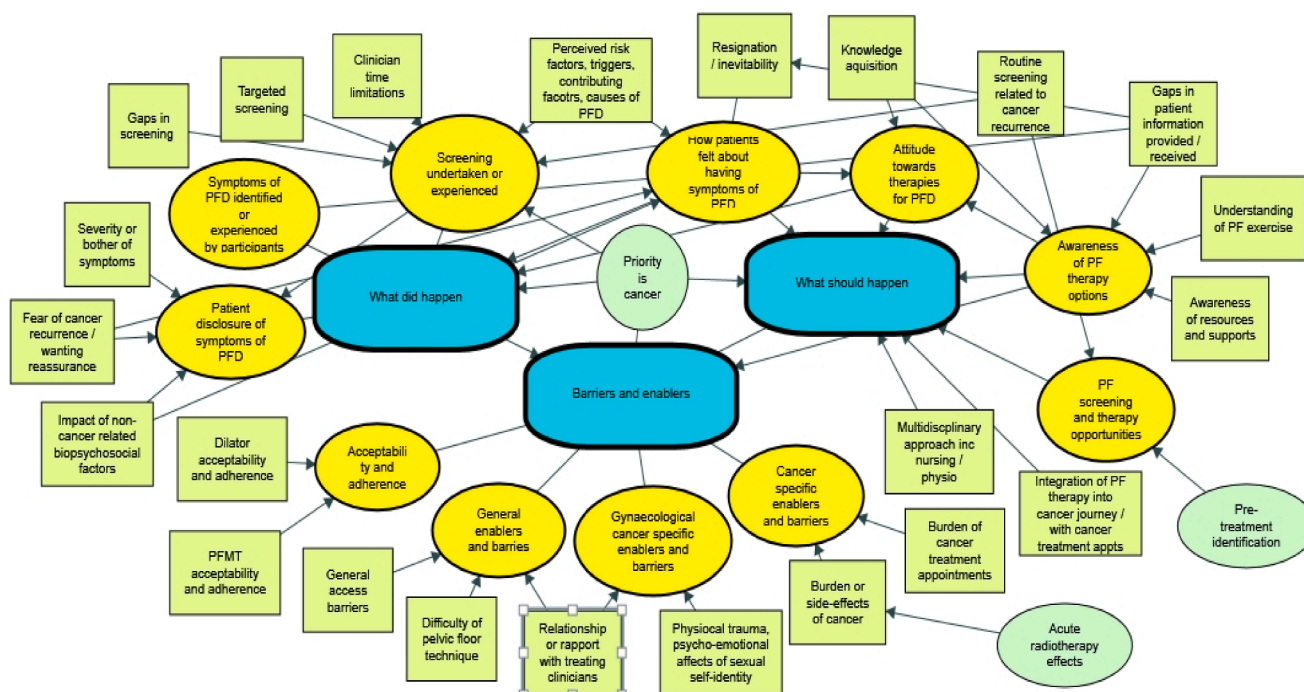 Clinician
time
limitations
Perceived risk
factors, triggers,
contributing
facotrs, causes of
PFD
Resignation
/ inevitability
Knowledge
aquisition
Routine
screening
related to
cancer
recurrence
Gaps in
patient
information
provided /
received
Targeted
screening
Gaps in
screening
Screening
undertaken or
experienced
How patients
felt about
having
symptoms of
PFD
Attitude
towards
therapies
for PFD
Symptoms of
PFD identified or
experienced
by participants
Severity or
bother of
symptoms
Understanding
of PF exercise
Awareness
of PF
therapy
options
Priority
is
cancer
What did happen
What should happen
Fear of cancer
recurrence /
wanting
reassurance
Patient
disclosure of
symptoms of
PFD
Awareness
of resources
and supports
Barriers and enablers
PF
screening
and therapy
opportunities
Impact of non-
cancer related
biopsychosocial
factors
Dilator
acceptability
and adherence
Acceptabili
ty and
adherence
Multidiscplinary
approach inc
nursing /
physio
Cancer
specific
enablers
and barriers
Integration of PF
therapy into
cancer journey /
with cancer
treatment appts
Pre-
treatment
identification
General
enablers
and barries
Gynaecological
cancer specific
enablers and
barriers
Burden of
cancer
treatment
appointments
PFMT
acceptability
and adherence
General
access
barriers
Burden or
side-effects
of cancer
Difficulty of
pelvic floor
technique
Relationship
or rapport
with treating
clinicians
Physiocal trauma,
psycho-emotional
affects of sexual
self-identity
Acute
radiotherapy
effects